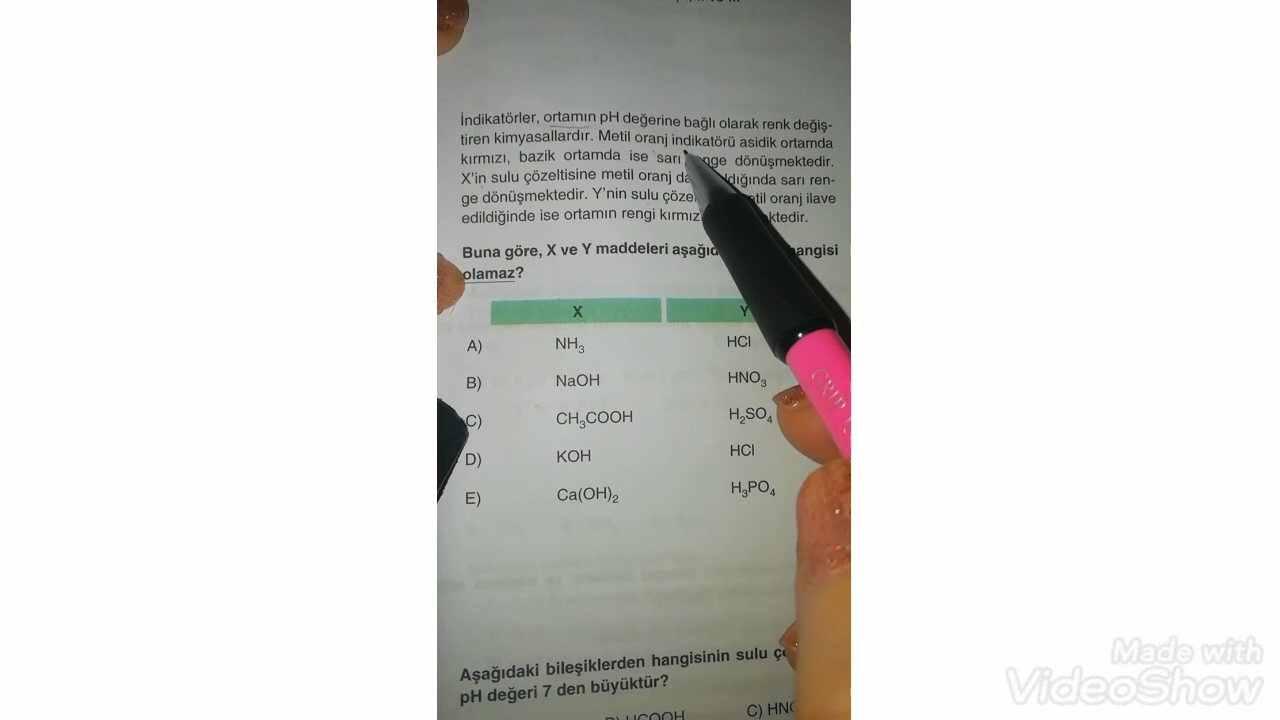 İndikatörler, ortamın pH değerine bağlı olarak renk değiş-
tiren kimyasallardır. Metil oranj indikatörü asidik ortamda
kırmızı, bazik ortamda ise sarı dönüşmektedir.
X'in sulu çözeltisine metil oranj sarı ren-
ge dönüşmektedir. Y'nin sulu oranj ilave
edildiğinde ise ortamın rengi
Buna göre, X ve Y maddeleri hangisi
olamaz?
X Y
A) NH3 HCl
B) NaOH HNO3
C) CH3COOH H2SO4
D) KOH HCl
E) Ca(OH)2 H3PO4
Aşağıdaki bileşiklerden hangisinin sulu
pH değeri 7 den büyüktür?
HCOOH C)
Made with
VideoShow